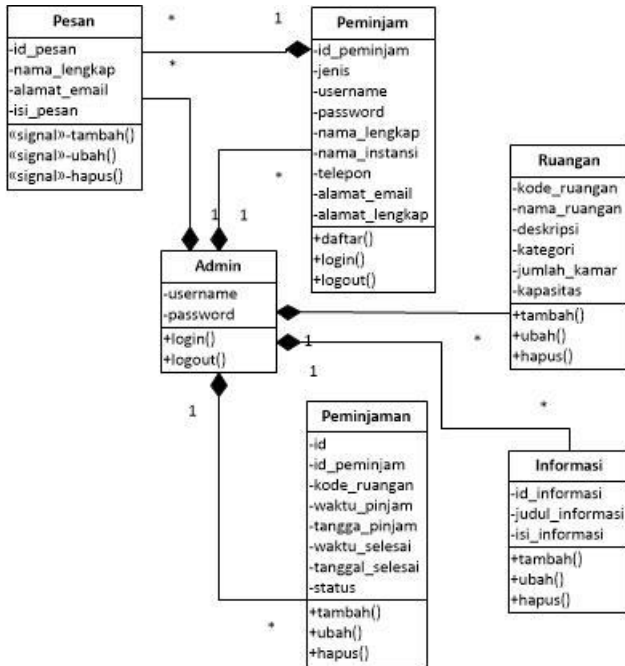 Pesan
-id_pesan
-nama_lengkap
-alamat_email
-isi_pesan
«signal»-tambah()
«signal»-ubah()
«signal»-hapus()
*
1
*
Peminjam
-id_peminjam
-jenis
-username
-password
-nama_lengkap
-nama_instansi
-telepon
-alamat_email
-alamat_lengkap
+daftar()
+login()
+logout()
*
1
1
Admin
-username
-password
+login()
+logout()
1
*
1
*
1
*
Ruangan
-kode_ruangan
-nama_ruangan
-deskripsi
-kategori
-jumlah_kamar
-kapasitas
+tambah()
+ubah()
+hapus()
Peminjaman
-id
-id_peminjam
-kode_ruangan
-waktu_pinjam
-tangga_pinjam
-waktu_selesai
-tanggal_selesai
-status
+tambah()
+ubah()
+hapus()
Informasi
-id_informasi
-judul_informasi
-isi_informasi
+tambah()
+ubah()
+hapus()